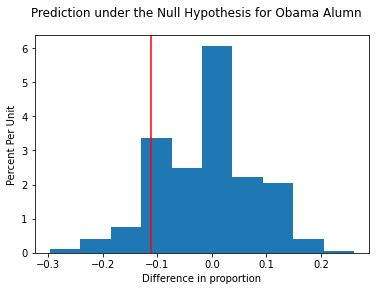 Prediction under the Null Hypothesis for Obama Alumn
6
5
4
3
2
1
0
Percent Per Unit
−0.3 −0.2 −0.1 0.0 0.1 0.2
Difference in proportion